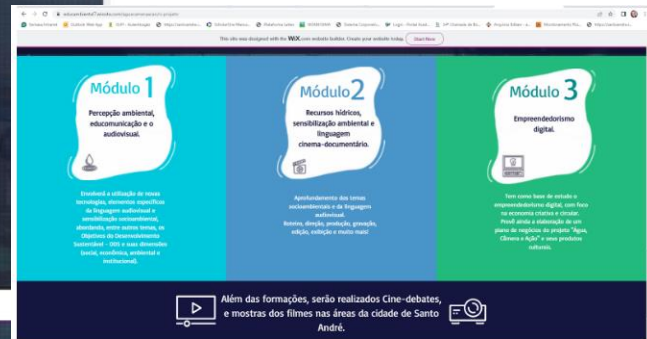 This site was designed with the WiX.com website builder. Create your website today.
Start Now
Módulo 1
Percepção ambiental,
educomunicação e o
audiovisual.
Envolverá a utilização de novas
tecnologias, elementos específicos
da linguagem audiovisual e
sensibilização socioambiental,
abordando, entre outros temas, os
Objetivos do Desenvolvimento
Sustentável - ODS e suas dimensões
(social, econômica, ambiental e
institucional).
Módulo 2
Recursos hídricos,
sensibilização ambiental e
linguagem
cinema-documentário.
Aprofundamento dos temas
socioambientais e da linguagem
audiovisual.
Roteiro, direção, produção, gravação,
edição, exibição e muito mais!
Módulo 3
Empreendedorismo
digital.
Tem como base de estudo o
empreendedorismo digital, com foco
na economia criativa e circular.
Prevê ainda a elaboração de um
plano de negócios do projeto "Água,
Câmera e Ação" e seus produtos
culturais.
Além das formações, serão realizados Cine-debates,
e mostras dos filmes nas áreas da cidade de Santo
André.